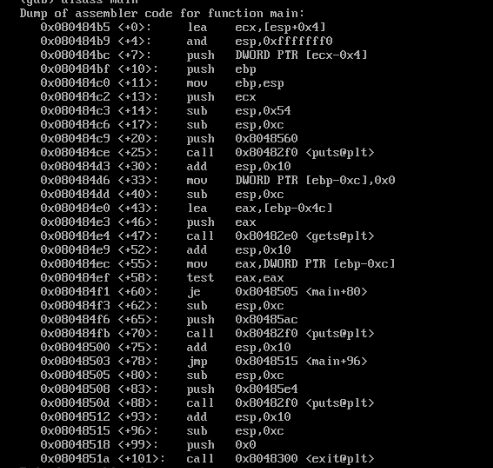 (gdb) disass main
Dump of assembler code for function main:
0x080484b5 <+0>: lea ecx,[esp+0x4]
0x080484b9 <+4>: and esp,0xfffffff0
0x080484bc <+7>: push DWORD PTR [ecx-0x4]
0x080484bf <+10>: push ebp
0x080484c0 <+11>: mov ebp,esp
0x080484c2 <+13>: push ecx
0x080484c3 <+14>: sub esp,0x54
0x080484c6 <+17>: sub esp,0xc
0x080484c9 <+20>: push 0x8048560
0x080484ce <+25>: call 0x80482f0 <puts@plt>
0x080484d3 <+30>: add esp,0x10
0x080484d6 <+33>: mov DWORD PTR [ebp-0xc],0x0
0x080484dd <+40>: sub esp,0xc
0x080484e0 <+43>: lea eax,[ebp-0x4c]
0x080484e3 <+46>: push eax
0x080484e4 <+47>: call 0x80482e0 <gets@plt>
0x080484e9 <+52>: add esp,0x10
0x080484ec <+55>: mov eax,DWORD PTR [ebp-0xc]
0x080484ef <+58>: test eax,eax
0x080484f1 <+60>: je 0x8048505 <main+80>
0x080484f3 <+62>: sub esp,0xc
0x080484f6 <+65>: push 0x80485ac
0x080484fb <+70>: call 0x80482f0 <puts@plt>
0x08048500 <+75>: add esp,0x10
0x08048503 <+78>: jmp 0x8048515 <main+96>
0x08048505 <+80>: sub esp,0xc
0x08048508 <+83>: push 0x80485e4
0x0804850d <+88>: call 0x80482f0 <puts@plt>
0x08048512 <+93>: add esp,0x10
0x08048515 <+96>: sub esp,0xc
0x08048518 <+99>: push 0x0
0x0804851a <+101>: call 0x8048300 <exit@plt>